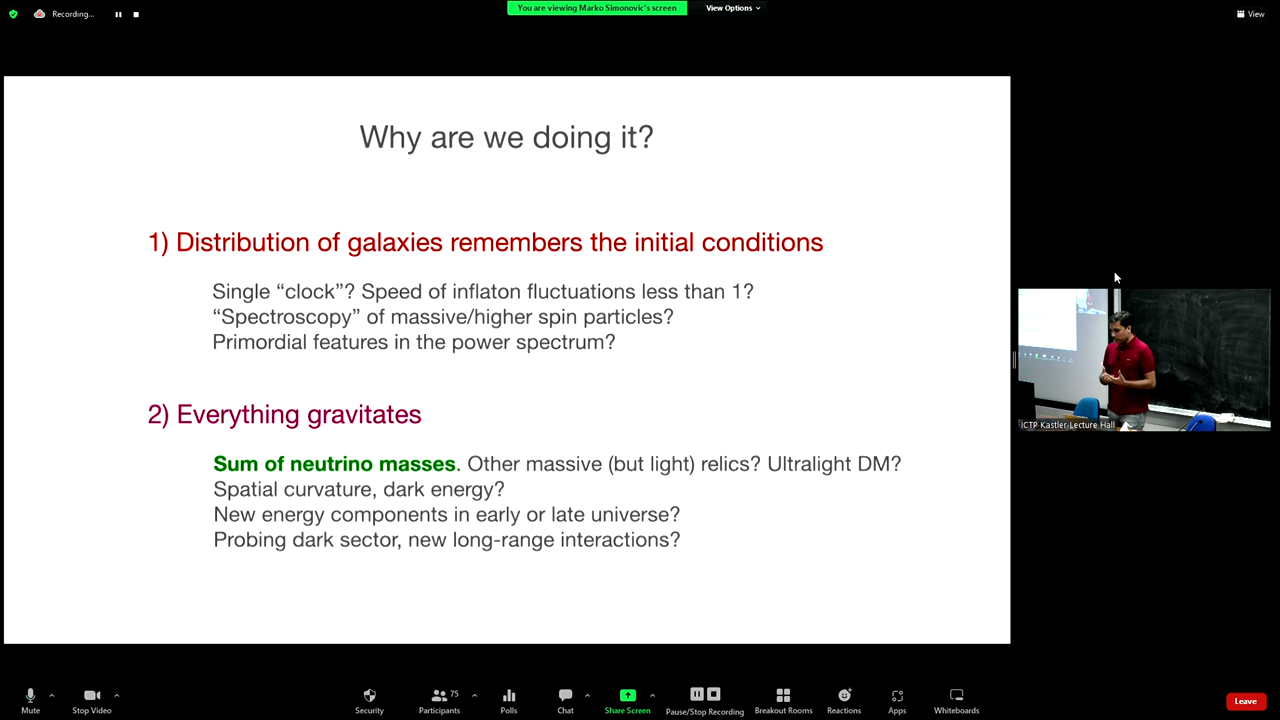 Recording...
You are viewing Marko Simonovic's screen
View Options
View
Why are we doing it?
1) Distribution of galaxies remembers the initial conditions
Single “clock”? Speed of inflaton fluctuations less than 1?
“Spectroscopy” of massive/higher spin particles?
Primordial features in the power spectrum?
2) Everything gravitates
Sum of neutrino masses. Other massive (but light) relics? Ultralight DM?
Spatial curvature, dark energy?
New energy components in early or late universe?
Probing dark sector, new long-range interactions?
ICTP Kastler Lecture Hall
Mute
Stop Video
Security
Participants
75
Polls
Chat
Share Screen
Pause/Stop Recording
Breakout Rooms
Reactions
Apps
Whiteboards
Leave